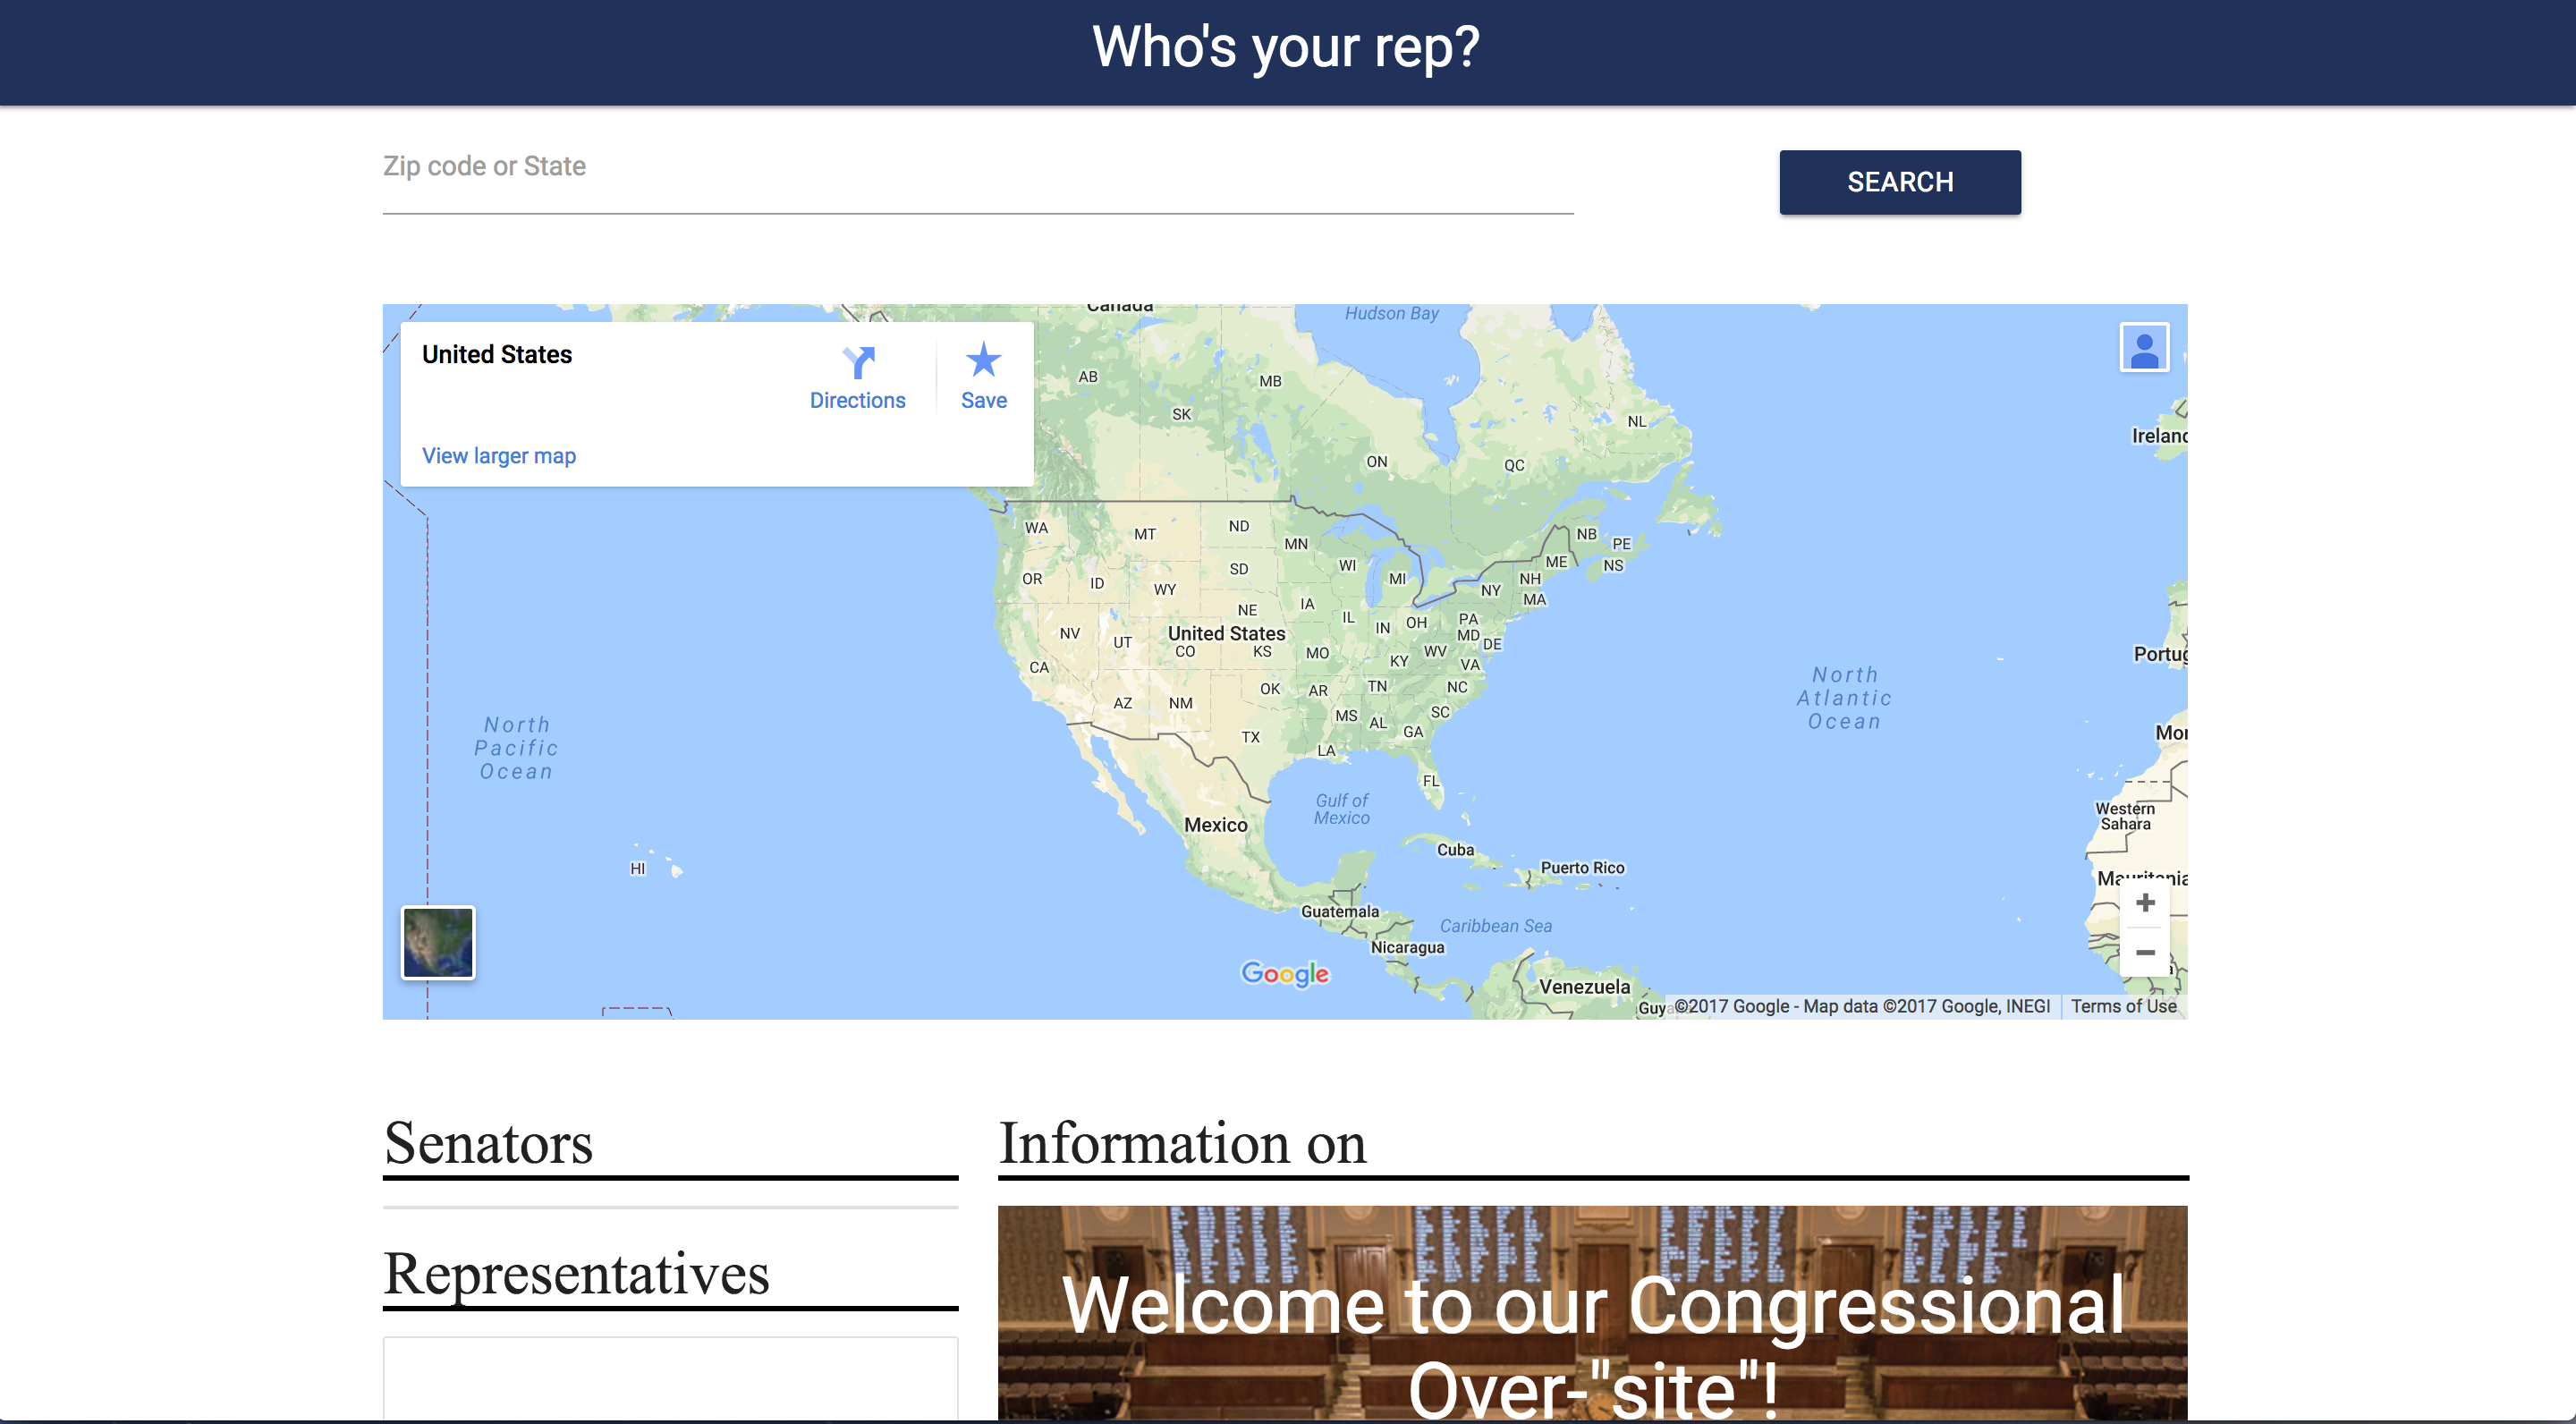 Who's your rep?
Zip code or State
SEARCH
United States
Directions
Save
View larger map
Canada
Hudson Bay
AB
MB
SK
NL
ON
QC
Ireland
WA
MT
ND
MN
NB
PE
OR
ID
SD
WI
MI
ME
NS
WY
NH
NY
MA
NE
IA
IL
IN
OH
PA
MD
DE
NV
UT
United States
CO
KS
MO
KY
WV
VA
CA
OK
AR
TN
NC
AZ
NM
MS
AL
SC
GA
TX
LA
FL
North
Pacific
Ocean
North
Atlantic
Ocean
Portug
Mor
Gulf of
Mexico
Mexico
Western
Sahara
Cuba
Puerto Rico
HI
Mauritania
Guatemala
Caribbean Sea
Nicaragua
Google
Venezuela
Guya
©2017 Google - Map data ©2017 Google, INEGI
Terms of Use
Senators
Information on
Representatives
Welcome to our Congressional
Over-"site"!